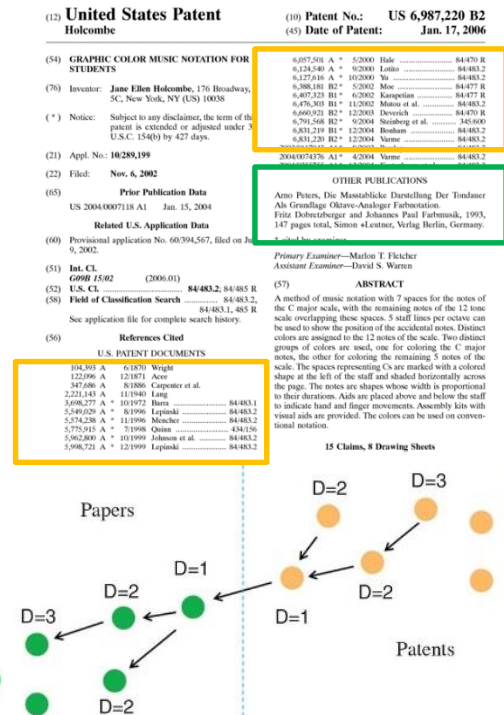 (12) United States Patent
Holcombe
(10) Patent No.: US 6,987,220 B2
(45) Date of Patent: Jan. 17, 2006
(54) GRAPHIC COLOR MUSIC NOTATION FOR
STUDENTS
(76) Inventor: Jane Ellen Holcombe, 176 Broadway,
5C, New York, NY (US) 10038
( * ) Notice: Subject to any disclaimer, the term of th
patent is extended or adjusted under 3
U.S.C. 154(b) by 427 days.
(21) Appl. No.: 10/289,199
(22) Filed: Nov. 6, 2002
(65) Prior Publication Data
US 2004/0007118 A1 Jan. 15, 2004
Related U.S. Application Data
(60) Provisional application No. 60/394,567, filed on Ju
9, 2002.
(51) Int. Cl.
G09B 15/02 (2006.01)
(52) U.S. Cl. 84/483.2; 84/485 R
(58) Field of Classification Search 84/483.2,
84/483.1, 485 R
See application file for complete search history.
(56) References Cited
U.S. PATENT DOCUMENTS
104,393 A 6/1870 Wright
122,096 A 12/1871 Acee
347,686 A 8/1886 Carpenter et al.
2,221,143 A 11/1940 Lang
3,698,277 A * 10/1972 Barra 84/483.1
5,549,029 A * 8/1996 Lepinski 84/483.2
5,574,238 A * 11/1996 Mencher 84/483.2
5,775,915 A * 7/1998 Quinn 434/156
5,962,800 A * 10/1999 Johnson et al. 84/483.2
5,998,721 A * 12/1999 Lepinski 84/483.2
6,057,501 A * 5/2000 Hale 84/470 R
6,124,540 A * 9/2000 Lotito 84/483.2
6,127,616 A * 10/2000 Yu 84/483.2
6,388,181 B2 * 5/2002 Moe 84/477 R
6,407,323 B1 * 6/2002 Karapetian 84/477 R
6,476,303 B1 * 11/2002 Mutou et al. 84/483.2
6,660,921 B2 * 12/2003 Deverich 84/470 R
6,791,568 B2 * 9/2004 Steinberg et al. 345/600
6,831,219 B1 * 12/2004 Bonham 84/483.2
6,831,220 B2 * 12/2004 Varme 84/483.2
2004/0074376 A1 * 4/2004 Varme 84/483.2
OTHER PUBLICATIONS
Arno Peters, Die Masstabliche Darstellung Der Tondauer
Als Grundlage Oktave-Analoger Farbnotation.
Fritz Dobretzberger and Johannes Paul Farbmusik, 1993,
147 pages total, Simon +Leutner, Verlag Berlin, Germany.
* cited by examiner
Primary Examiner—Marlon T. Fletcher
Assistant Examiner—David S. Warren
(57) ABSTRACT
A method of music notation with 7 spaces for the notes of
the C major scale, with the remaining notes of the 12 tone
scale overlapping these spaces. 5 staff lines per octave can
be used to show the position of the accidental notes. Distinct
colors are assigned to the 12 notes of the scale. Two distinct
groups of colors are used, one for coloring the C major
notes, the other for coloring the remaining 5 notes of the
scale. The spaces representing Cs are marked with a colored
shape at the left of the staff and shaded horizontally across
the page. The notes are shapes whose width is proportional
to their durations. Aids are placed above and below the staff
to indicate hand and finger movements. Assembly kits with
visual aids are provided. The colors can be used on conven-
tional notation.
15 Claims, 8 Drawing Sheets
Papers
D=3
D=2
D=1
D=2
D=2
D=3
D=1
D=2
Patents